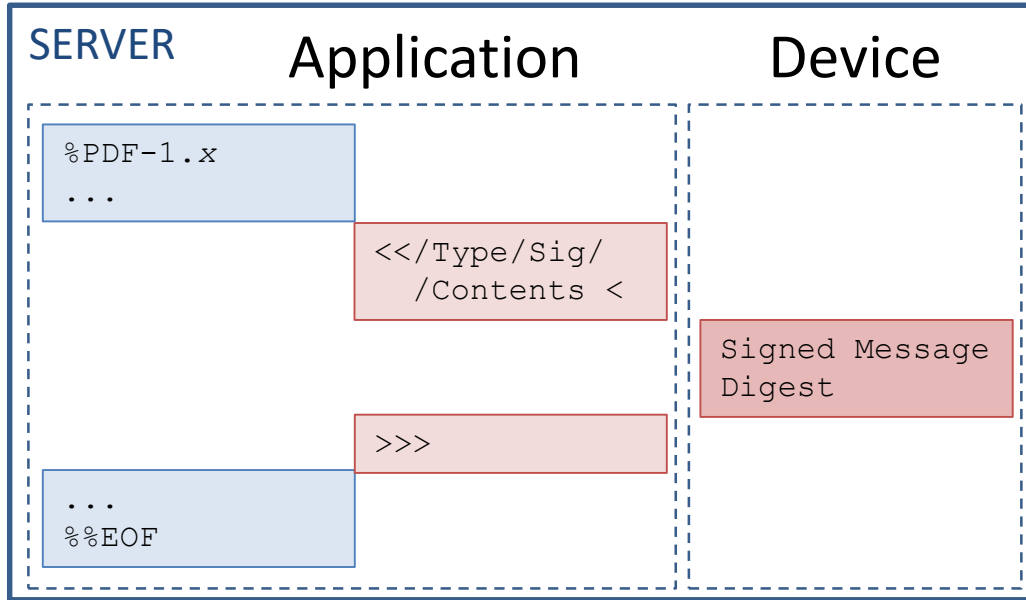 SERVER
Application
Device
%PDF-1.x
...
<</Type/Sig/
/Contents <
Signed Message
Digest
>>>
...
%%EOF